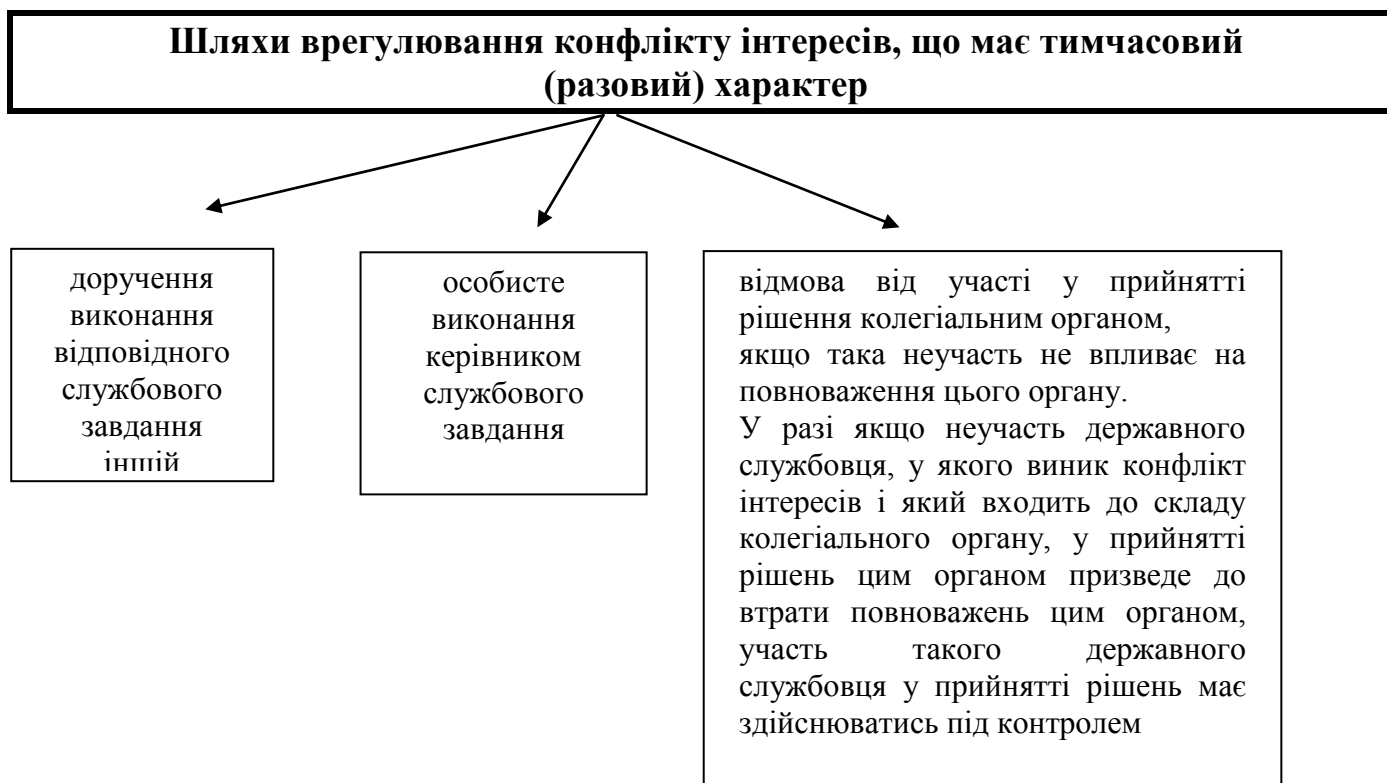 Шляхи врегулювання конфлікту інтересів, що має тимчасовий
(разовий) характер
доручення
виконання
відповідного
службового
завдання
іншій
особисте
виконання
керівником
службового
завдання
відмова від участі у прийнятті
рішення колегіальним органом,
якщо така неучасть не впливає на
повноваження цього органу.
У разі якщо неучасть державного
службовця, у якого виник конфлікт
інтересів і який входить до складу
колегіального органу, у прийнятті
рішень цим органом призведе до
втрати повноважень цим органом,
участь такого державного
службовця у прийнятті рішень має
здійснюватись під контролем